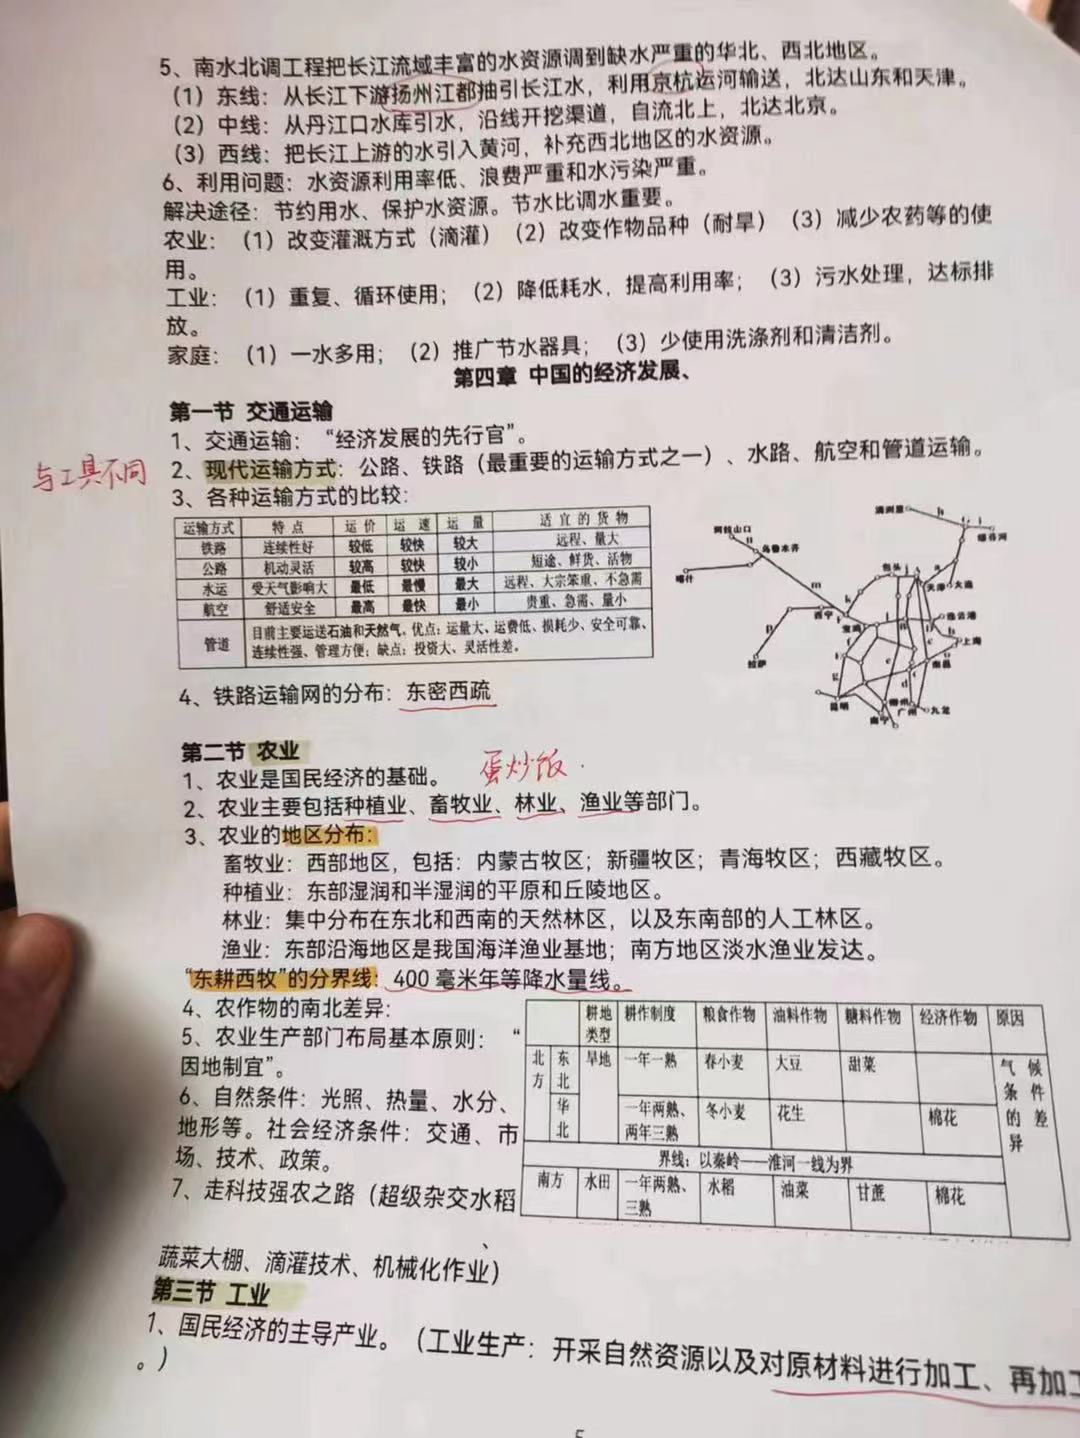 5、南水北调工程把长江流域丰富的水资源调到缺水严重的华北、西北地区。
（1）东线：从长江下游扬州江都抽引长江水，利用京杭运河输送，北达山东和天津。
（2）中线：从丹江口水库引水，沿线开挖渠道，自流北上，北达北京。
（3）西线：把长江上游的水引入黄河，补充西北地区的水资源。
6、利用问题：水资源利用率低、浪费严重和水污染严重。
解决途径：节约用水、保护水资源。节水比调水重要。
农业：（1）改变灌溉方式（滴灌）（2）改变作物品种（耐旱）（3）减少农药等的使
用。
工业：（1）重复、循环使用；（2）降低耗水，提高利用率；（3）污水处理，达标排
放。
家庭：（1）一水多用；（2）推广节水器具；（3）少使用洗涤剂和清洁剂。
第四章 中国的经济发展、
第一节 交通运输
1、交通运输：“经济发展的先行官”。
与工具不同
2、现代运输方式：公路、铁路（最重要的运输方式之一）、水路、航空和管道运输。
3、各种运输方式的比较：
运输方式 特点 运价 运速 运量 适宜的货物
铁路 连续性好 较低 较快 较大 远程、量大
公路 机动灵活 较高 较快 较小 短途、鲜货、活物
水运 受天气影响大 最低 最慢 最大 远程、大宗笨重、不急需
航空 舒适安全 最高 最快 最小 贵重、急需、量小
管道 目前主要运送石油和天然气。优点：运量大、运费低、损耗少、安全可靠、
连续性强、管理方便；缺点：投资大、灵活性差。
满洲里 h
绥芬河
阿拉山口
n 乌鲁木齐
喀什
包头
天津 大连
m
k
西宁
宝鸡
连云港
p
拉萨
上海
南昌
g
d
昆明
柳州
南宁
广州 九龙
4、铁路运输网的分布：东密西疏
第二节 农业
1、农业是国民经济的基础。 蛋炒饭
2、农业主要包括种植业、畜牧业、林业、渔业等部门。
3、农业的地区分布：
畜牧业：西部地区，包括：内蒙古牧区；新疆牧区；青海牧区；西藏牧区。
种植业：东部湿润和半湿润的平原和丘陵地区。
林业：集中分布在东北和西南的天然林区，以及东南部的人工林区。
渔业：东部沿海地区是我国海洋渔业基地；南方地区淡水渔业发达。
“东耕西牧”的分界线：400 毫米年等降水量线。
4、农作物的南北差异：
5、农业生产部门布局基本原则：“
因地制宜”。
6、自然条件：光照、热量、水分、
地形等。社会经济条件：交通、市
场、技术、政策。
7、走科技强农之路（超级杂交水稻
、
蔬菜大棚、滴灌技术、机械化作业）
耕地类型 耕作制度 粮食作物 油料作物 糖料作物 经济作物 原因
北方 东北 旱地 一年一熟 春小麦 大豆 甜菜 气候条件的差异
华北 一年两熟、两年三熟 冬小麦 花生 棉花
界线：以秦岭——淮河一线为界
南方 水田 一年两熟、三熟 水稻 油菜 甘蔗 棉花
第三节 工业
1、国民经济的主导产业。（工业生产：开采自然资源以及对原材料进行加工、再加工
。）
5